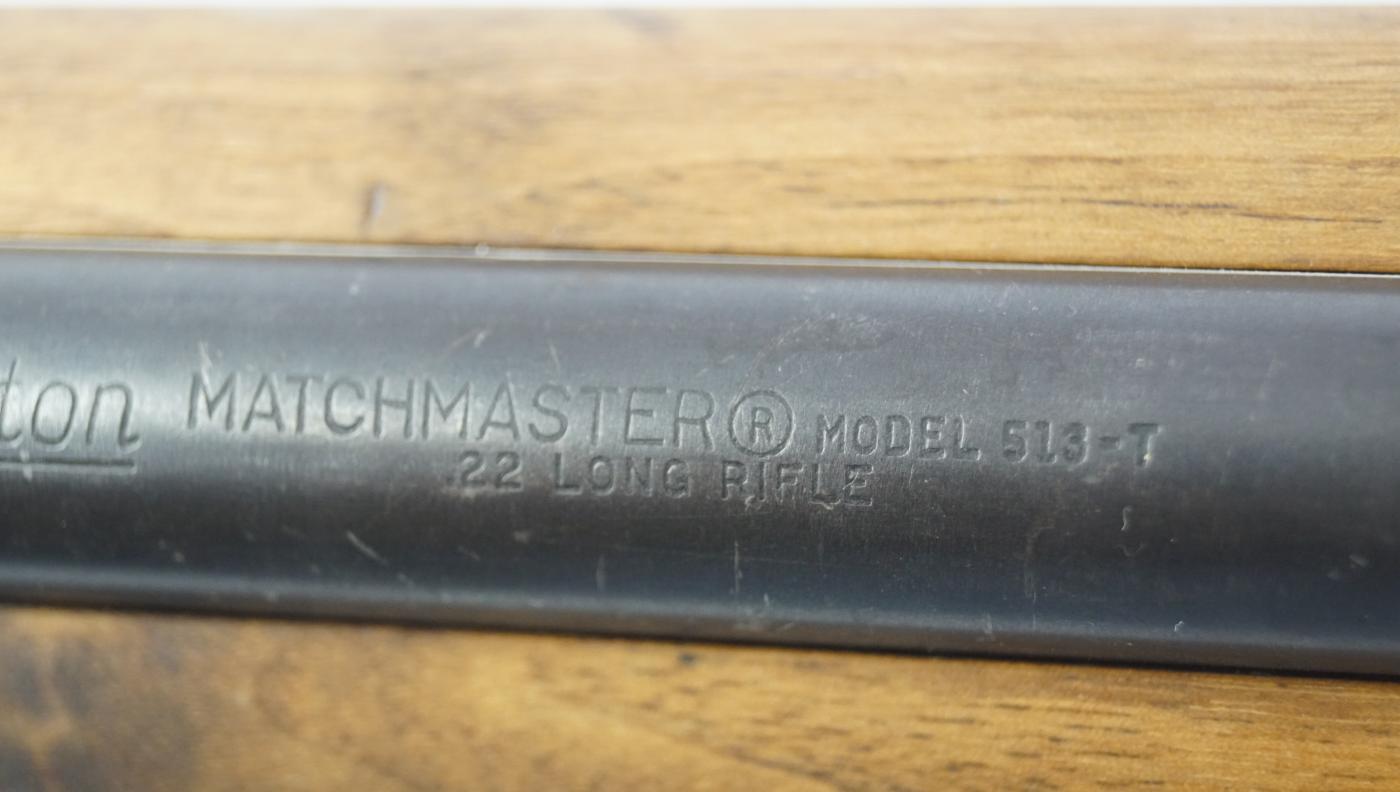 ton MATCHMASTER® MODEL 513-T
.22 LONG RIFLE